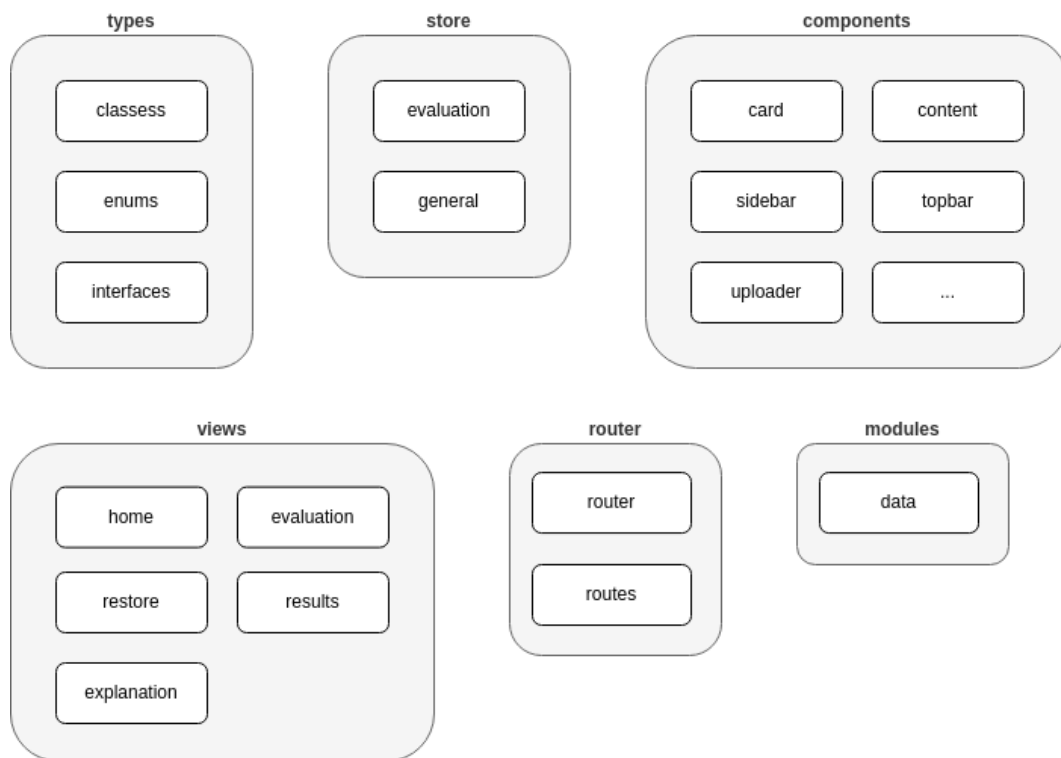 types
classess
enums
interfaces
store
evaluation
general
components
card
content
sidebar
topbar
uploader
...
views
home
evaluation
restore
results
explanation
router
router
routes
modules
data